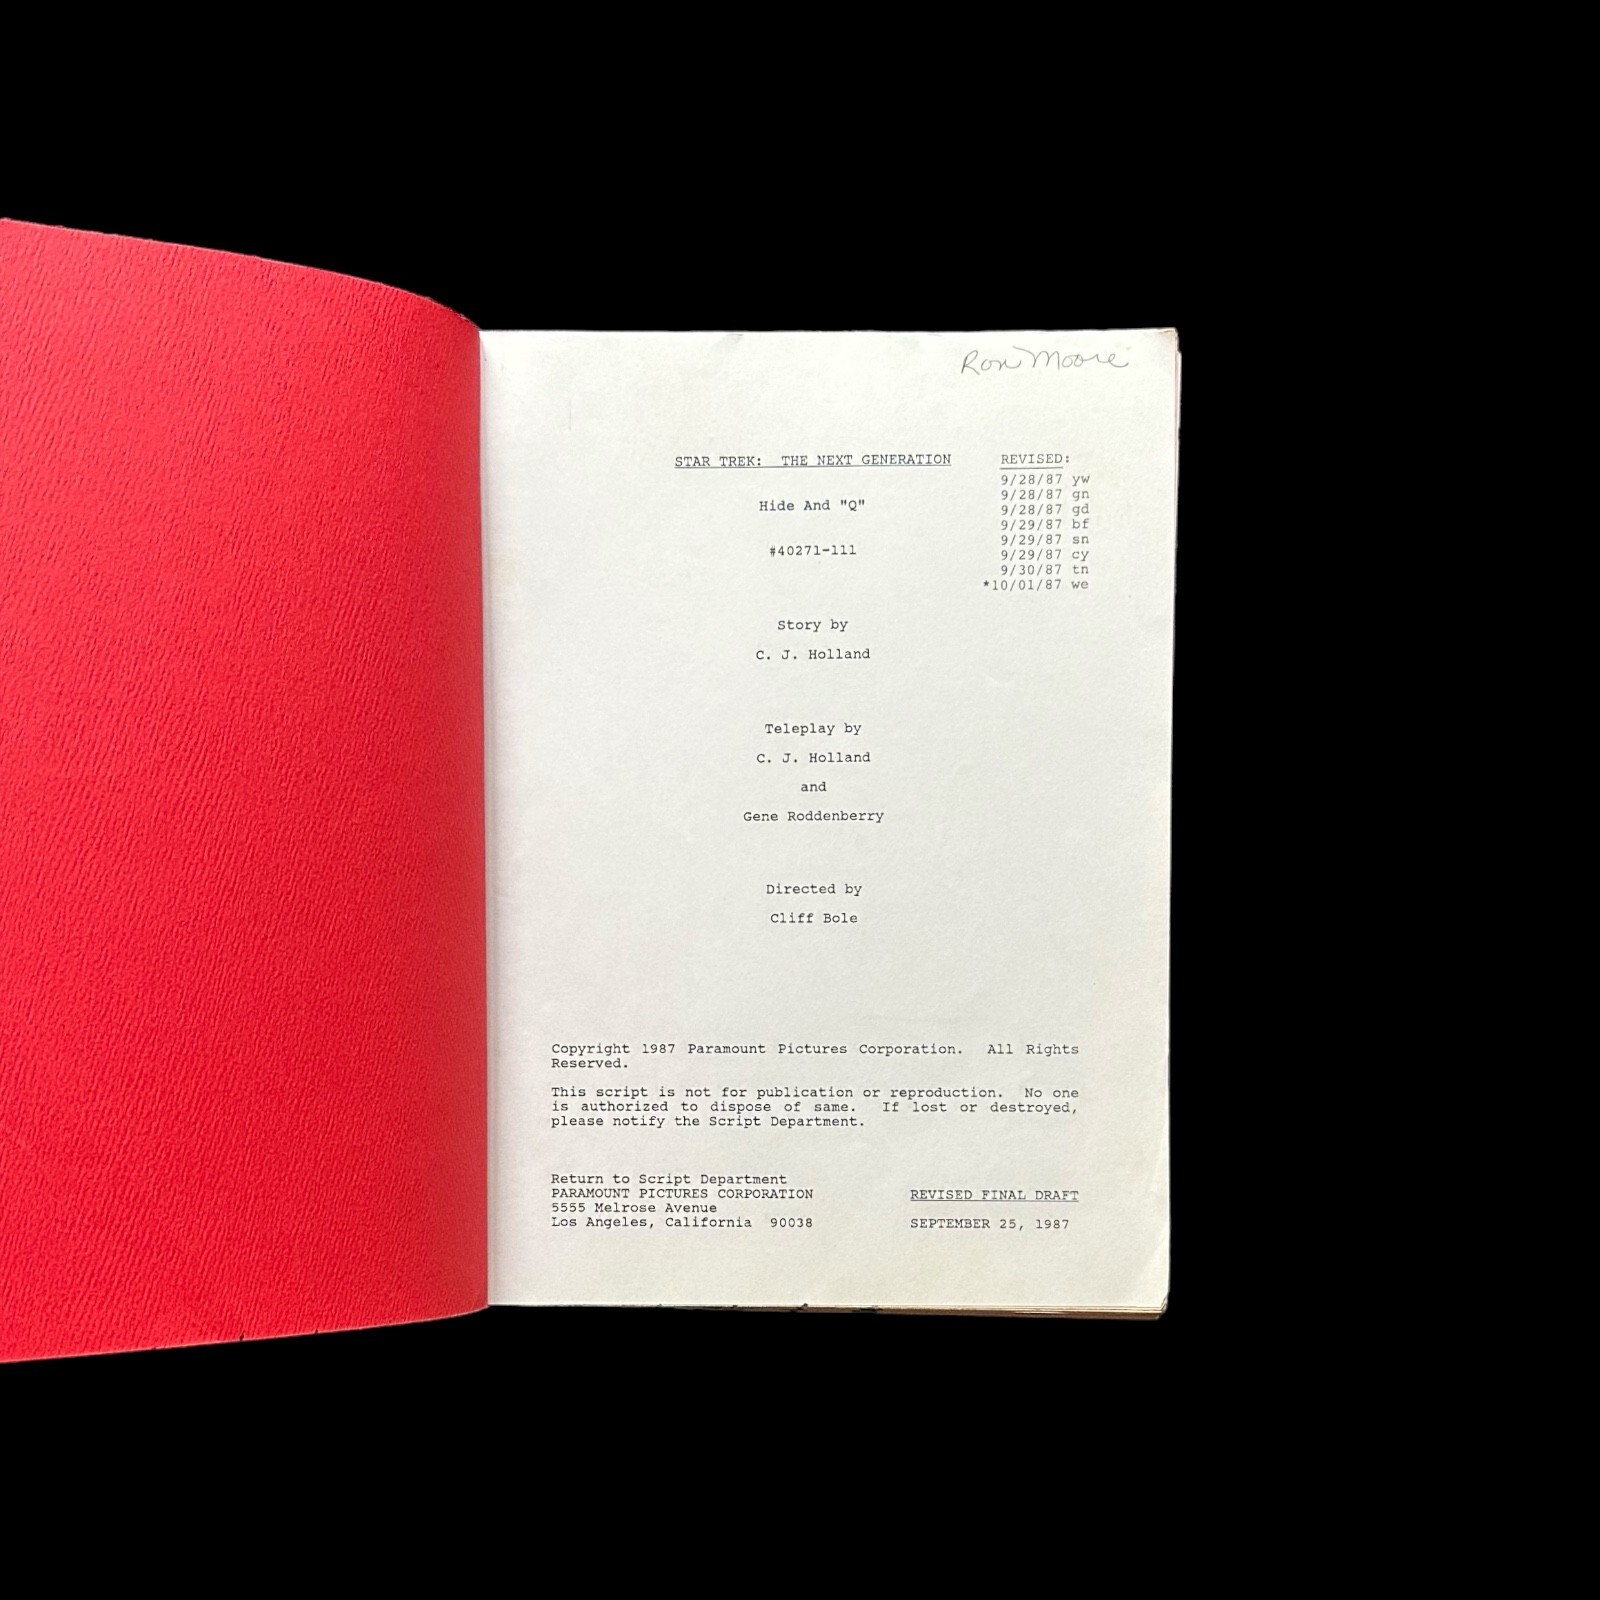 Ron Moore
STAR TREK: THE NEXT GENERATION
REVISED:
9/28/87 yw
9/28/87 gn
9/28/87 gd
9/29/87 bf
9/29/87 sn
9/29/87 cy
9/30/87 tn
*10/01/87 we
Hide And "Q"
#40271-111
Story by
C. J. Holland
Teleplay by
C. J. Holland
and
Gene Roddenberry
Directed by
Cliff Bole
Copyright 1987 Paramount Pictures Corporation. All Rights
Reserved.
This script is not for publication or reproduction. No one
is authorized to dispose of same. If lost or destroyed,
please notify the Script Department.
Return to Script Department
PARAMOUNT PICTURES CORPORATION
5555 Melrose Avenue
Los Angeles, California 90038
REVISED FINAL DRAFT
SEPTEMBER 25, 1987